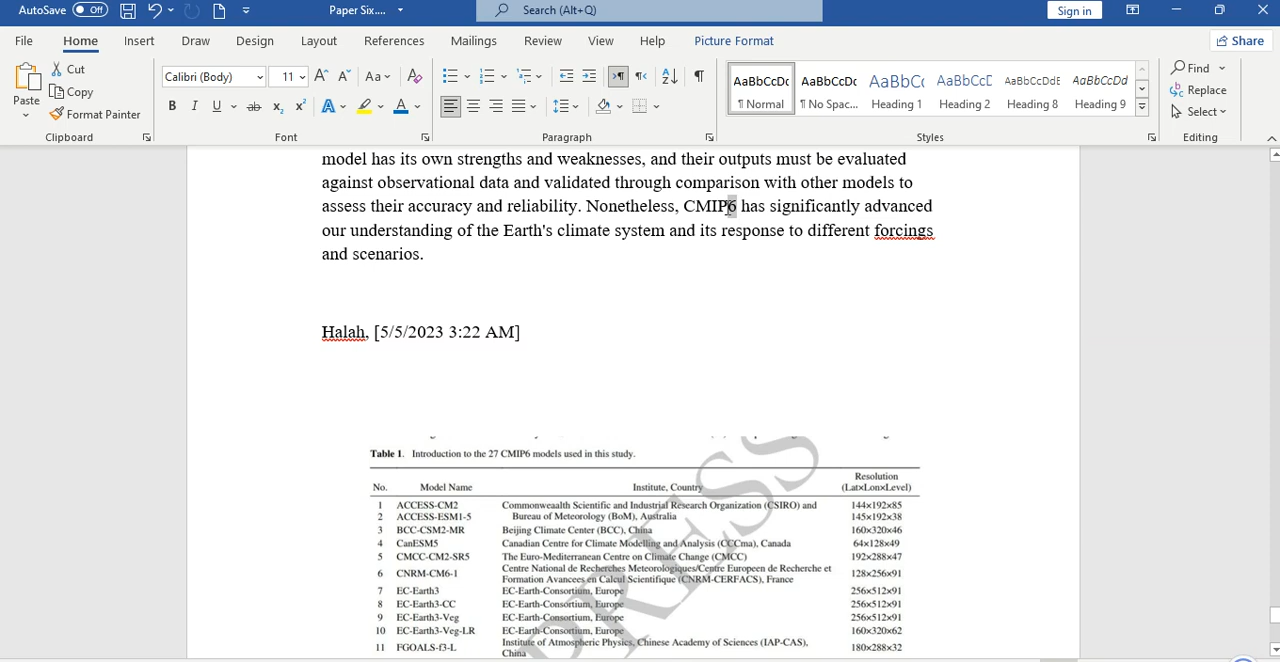 AutoSave Off Paper Six.... Search (Alt+Q) Sign in
File Home Insert Draw Design Layout References Mailings Review View Help Picture Format Share
Paste
Cut
Copy
Format Painter
Calibri (Body) 11
Aa
B I U ab x₂ x² A A
AaBbCcDc AaBbCcDc AaBbC( AaBbCcD AaBbCcDdE AaBbCcDd
¶ Normal ¶ No Spac... Heading 1 Heading 2 Heading 8 Heading 9
Find
Replace
Select
Clipboard Font Paragraph Styles Editing
model has its own strengths and weaknesses, and their outputs must be evaluated
against observational data and validated through comparison with other models to
assess their accuracy and reliability. Nonetheless, CMIP6 has significantly advanced
our understanding of the Earth's climate system and its response to different forcings
and scenarios.
Halah, [5/5/2023 3:22 AM]
Table 1. Introduction to the 27 CMIP6 models used in this study.
No. Model Name Institute, Country Resolution (Lat×Lon×Level)
1 ACCESS-CM2 Commonwealth Scientific and Industrial Research Organization (CSIRO) and 144×192×85
2 ACCESS-ESM1-5 Bureau of Meteorology (BoM), Australia 145×192×38
3 BCC-CSM2-MR Beijing Climate Center (BCC), China 160×320×46
4 CanESM5 Canadian Centre for Climate Modelling and Analysis (CCCma), Canada 64×128×49
5 CMCC-CM2-SR5 The Euro-Mediterranean Centre on Climate Change (CMCC) 192×288×47
6 CNRM-CM6-1 Centre National de Recherches Meteorologiques/Centre Europeen de Recherche et Formation Avancees en Calcul Scientifique (CNRM-CERFACS), France 128×256×91
7 EC-Earth3 EC-Earth-Consortium, Europe 256×512×91
8 EC-Earth3-CC EC-Earth-Consortium, Europe 256×512×91
9 EC-Earth3-Veg EC-Earth-Consortium, Europe 256×512×91
10 EC-Earth3-Veg-LR EC-Earth-Consortium, Europe 160×320×62
11 FGOALS-f3-L Institute of Atmospheric Physics, Chinese Academy of Sciences (IAP-CAS), China 180×288×32
PRESS